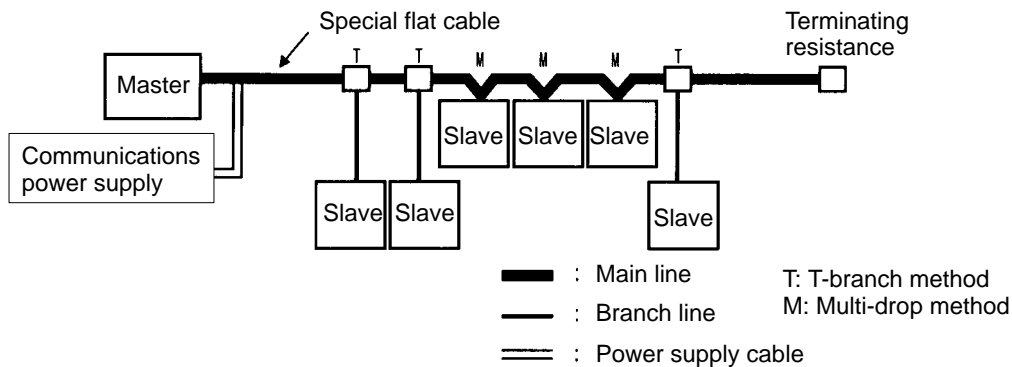 Special flat cable
Terminating
resistance
T T M M M T
Master
Slave Slave Slave
Communications
power supply
Slave Slave Slave
: Main line
T: T-branch method
M: Multi-drop method
: Branch line
: Power supply cable